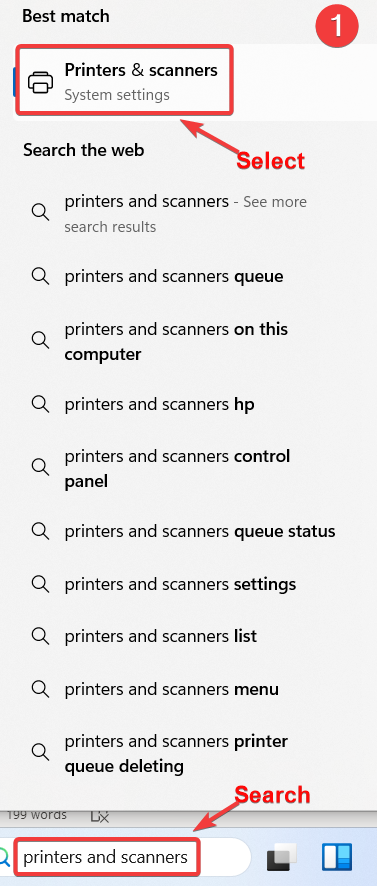 Best match
1
Printers & scanners
System settings
Select
Search the web
printers and scanners - See more
search results
printers and scanners queue
printers and scanners on this
computer
printers and scanners hp
printers and scanners control
panel
printers and scanners queue status
printers and scanners settings
printers and scanners list
printers and scanners menu
printers and scanners printer
queue deleting
Search
199 words
printers and scanners